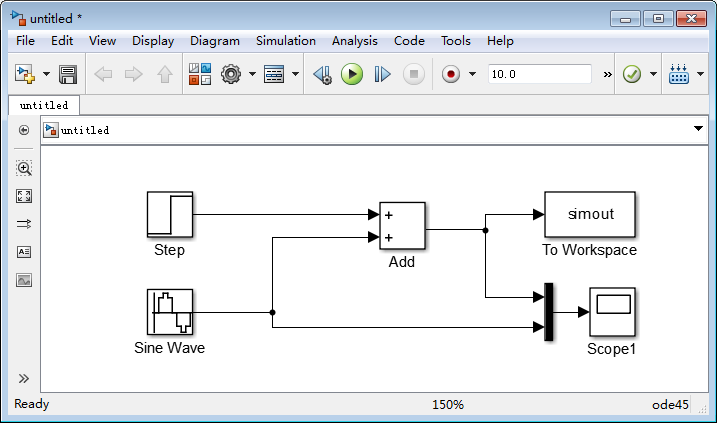 untitled *
File Edit View Display Diagram Simulation Analysis Code Tools Help
10.0 »
untitled
untitled
simout
Step
To Workspace
+
+
Add
Sine Wave
Scope1
Ready 150% ode45